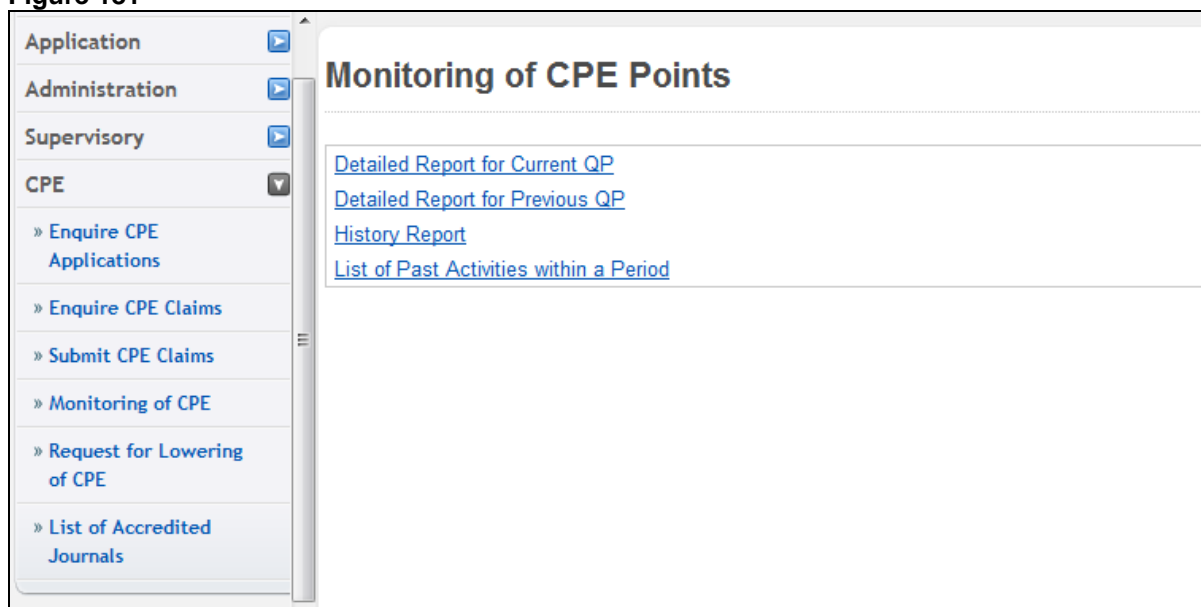 Application
Administration
Supervisory
CPE
» Enquire CPE
Applications
» Enquire CPE Claims
» Submit CPE Claims
» Monitoring of CPE
» Request for Lowering
of CPE
» List of Accredited
Journals
Monitoring of CPE Points
Detailed Report for Current QP
Detailed Report for Previous QP
History Report
List of Past Activities within a Period